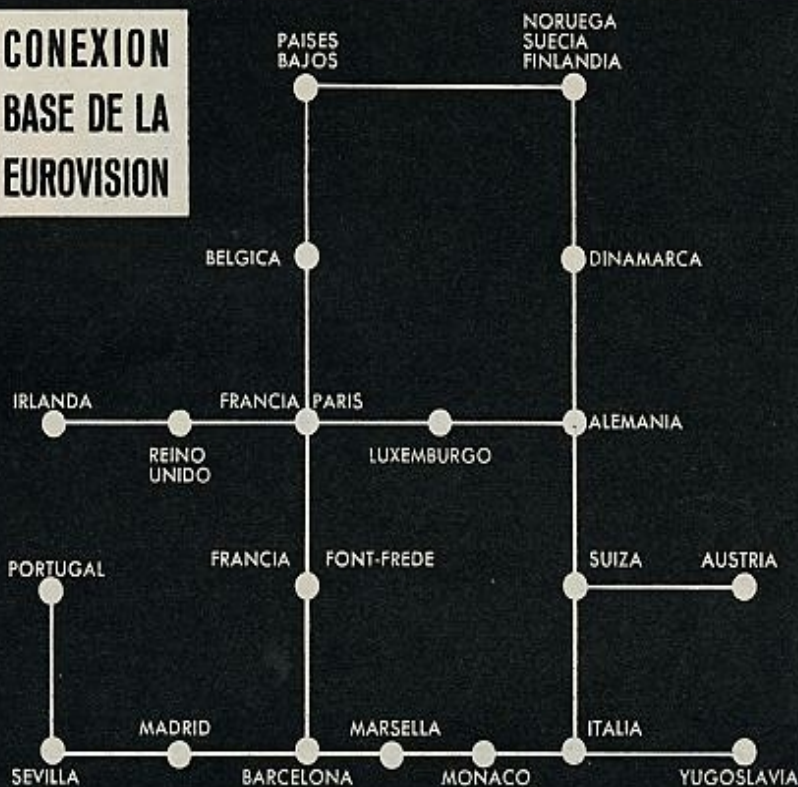 CONEXION
BASE DE LA
EUROVISION
PAISES
BAJOS
NORUEGA
SUECIA
FINLANDIA
BELGICA
DINAMARCA
IRLANDA
REINO
UNIDO
FRANCIA PARIS
LUXEMBURGO
ALEMANIA
PORTUGAL
FRANCIA FONT-FREDE
SUIZA
AUSTRIA
SEVILLA
MADRID
BARCELONA
MARSELLA
MONACO
ITALIA
YUGOSLAVIA